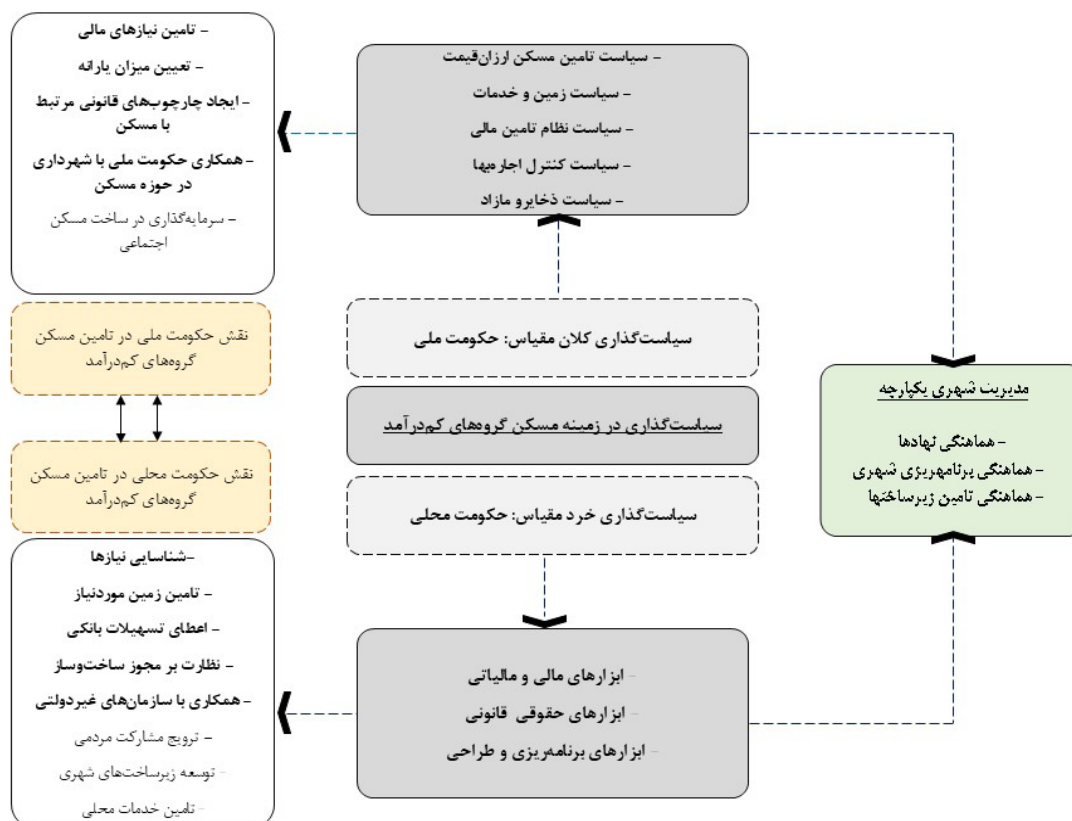 - تامین نیازهای مالی
- تعیین میزان یارانه
- ایجاد چارچوب‌های قانونی مرتبط
با مسکن
- همکاری حکومت ملی با شهرداری
در حوزه مسکن
- سرمایه‌گذاری در ساخت مسکن
اجتماعی
- سیاست تامین مسکن ارزان‌قیمت
- سیاست زمین و خدمات
- سیاست نظام تامین مالی
- سیاست کنترل اجاره‌بها
- سیاست ذخایرو مازاد
نقش حکومت ملی در تامین مسکن
گروه‌های کم‌درآمد
سیاست‌گذاری کلان مقیاس: حکومت ملی
سیاست‌گذاری در زمینه مسکن گروه‌های کم‌درآمد
سیاست‌گذاری خرد مقیاس: حکومت محلی
مدیریت شهری یکپارچه
- هماهنگی نهادها
- هماهنگی برنامهریزی شهری
- هماهنگی تامین زیرساختها
نقش حکومت محلی در تامین مسکن
گروه‌های کم‌درآمد
-شناسایی نیازها
- تامین زمین موردنیاز
- اعطای تسهیلات بانکی
- نظارت بر مجوز ساخت‌وساز
- همکاری با سازمان‌های غیردولتی
- ترویج مشارکت مردمی
- توسعه زیرساخت‌های شهری
- تامین خدمات محلی
- ابزارهای مالی و مالیاتی
- ابزارهای حقوقی قانونی
- ابزارهای برنامه‌ریزی و طراحی